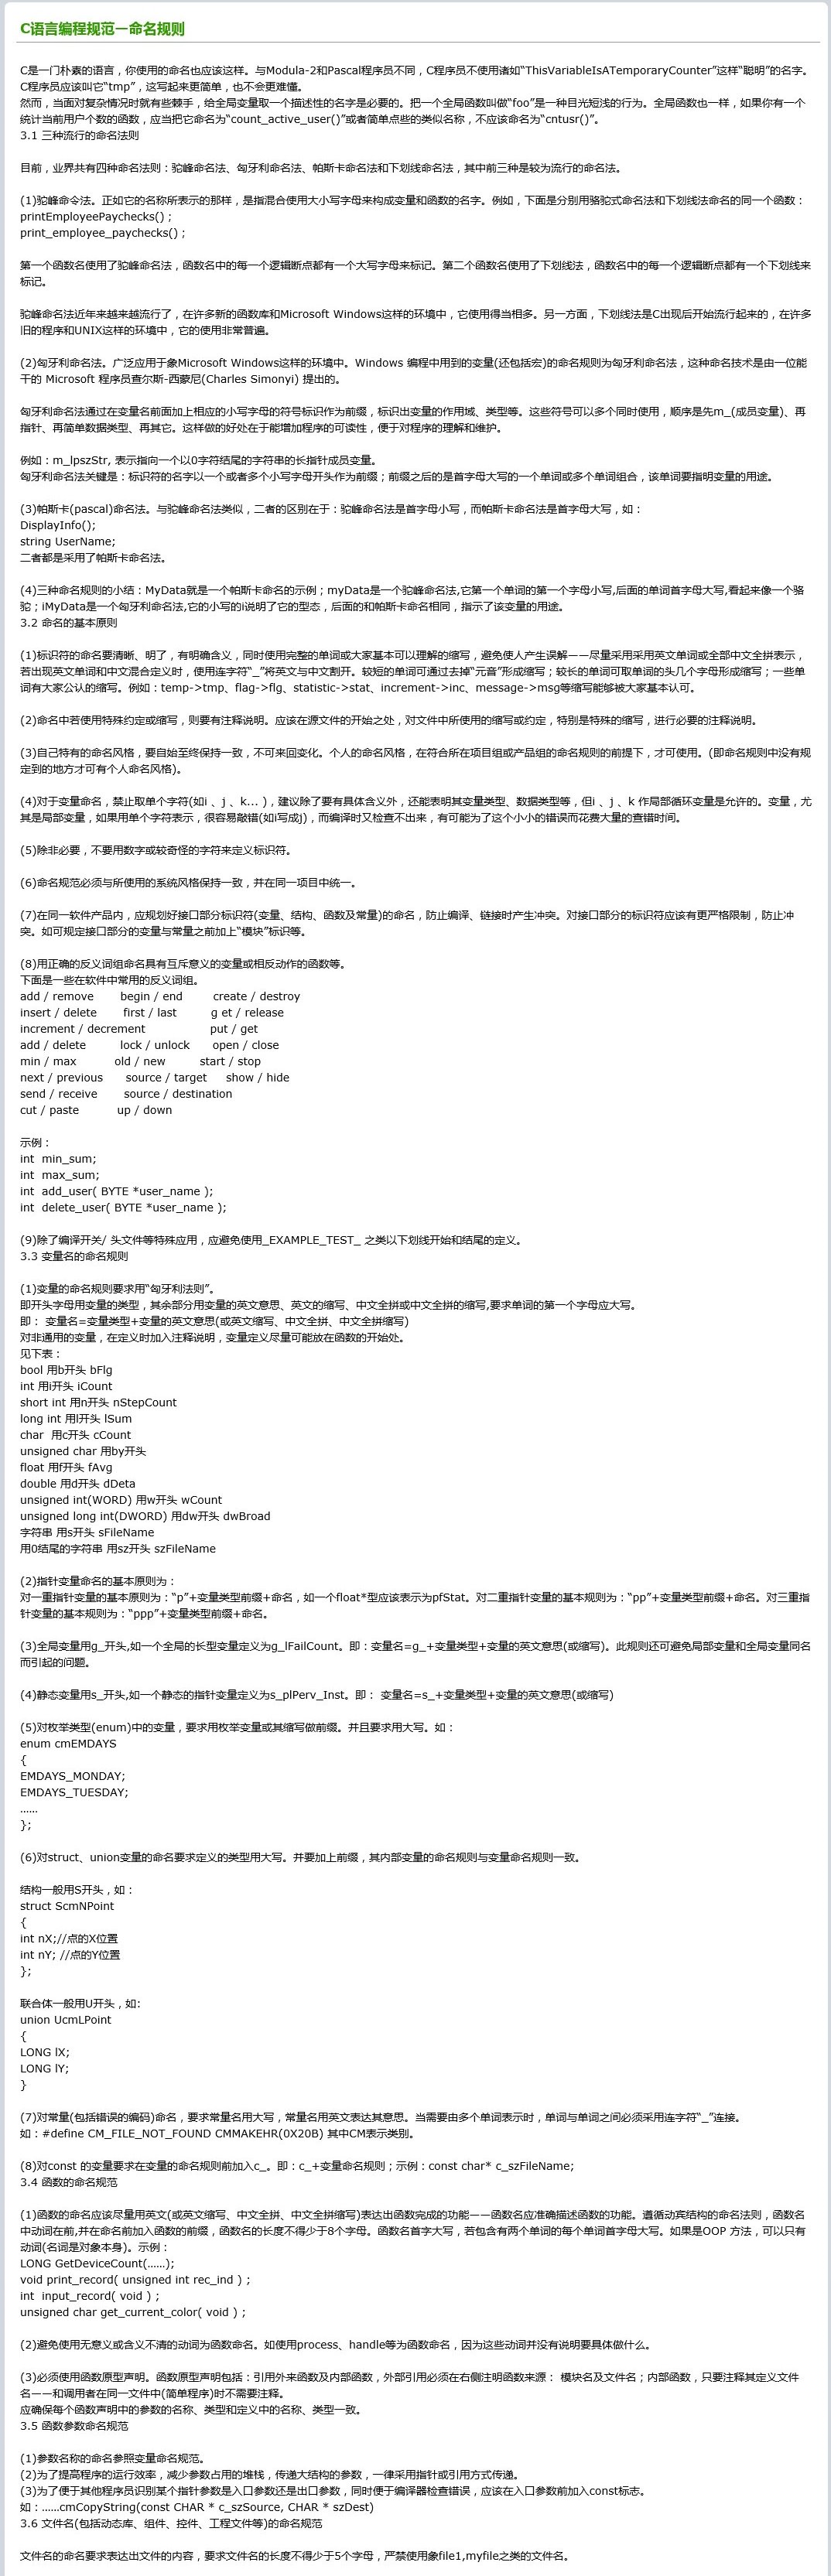 C语言编程规范—命名规则
C是一门朴素的语言，你使用的命名也应该这样。与Modula-2和Pascal程序员不同，C程序员不使用诸如“ThisVariableIsATemporaryCounter”这样“聪明”的名字。
C程序员应该叫它“tmp”，这写起来更简单，也不会更难懂。
然而，当面对复杂情况时就有些棘手，给全局变量取一个描述性的名字是必要的。把一个全局函数叫做“foo”是一种目光短浅的行为。全局函数也一样，如果你有一个
统计当前用户个数的函数，应当把它命名为“count_active_user()”或者简单点些的类似名称，不应该命名为“cntusr()”。
3.1 三种流行的命名法则
目前，业界共有四种命名法则：驼峰命名法、匈牙利命名法、帕斯卡命名法和下划线命名法，其中前三种是较为流行的命名法。
(1)驼峰命令法。正如它的名称所表示的那样，是指混合使用大小写字母来构成变量和函数的名字。例如，下面是分别用骆驼式命名法和下划线法命名的同一个函数：
printEmployeePaychecks()；
print_employee_paychecks()；
第一个函数名使用了驼峰命名法，函数名中的每一个逻辑断点都有一个大写字母来标记。第二个函数名使用了下划线法，函数名中的每一个逻辑断点都有一个下划线来
标记。
驼峰命名法近年来越来越流行了，在许多新的函数库和Microsoft Windows这样的环境中，它使用得当相多。另一方面，下划线法是C出现后开始流行起来的，在许多
旧的程序和UNIX这样的环境中，它的使用非常普遍。
(2)匈牙利命名法。广泛应用于象Microsoft Windows这样的环境中。Windows 编程中用到的变量(还包括宏)的命名规则为匈牙利命名法，这种命名技术是由一位能
干的 Microsoft 程序员查尔斯-西蒙尼(Charles Simonyi) 提出的。
匈牙利命名法通过在变量名前面加上相应的小写字母的符号标识作为前缀，标识出变量的作用域、类型等。这些符号可以多个同时使用，顺序是先m_(成员变量)、再
指针、再简单数据类型、再其它。这样做的好处在于能增加程序的可读性，便于对程序的理解和维护。
例如：m_lpszStr, 表示指向一个以0字符结尾的字符串的长指针成员变量。
匈牙利命名法关键是：标识符的名字以一个或者多个小写字母开头作为前缀；前缀之后的是首字母大写的一个单词或多个单词组合，该单词要指明变量的用途。
(3)帕斯卡(pascal)命名法。与驼峰命名法类似，二者的区别在于：驼峰命名法是首字母小写，而帕斯卡命名法是首字母大写，如：
DisplayInfo();
string UserName;
二者都是采用了帕斯卡命名法。
(4)三种命名规则的小结：MyData就是一个帕斯卡命名的示例；myData是一个驼峰命名法,它第一个单词的第一个字母小写,后面的单词首字母大写,看起来像一个骆
驼；iMyData是一个匈牙利命名法,它的小写的i说明了它的型态，后面的和帕斯卡命名相同，指示了该变量的用途。
3.2 命名的基本原则
(1)标识符的命名要清晰、明了，有明确含义，同时使用完整的单词或大家基本可以理解的缩写，避免使人产生误解——尽量采用采用英文单词或全部中文全拼表示，
若出现英文单词和中文混合定义时，使用连字符“_”将英文与中文割开。较短的单词可通过去掉“元音”形成缩写；较长的单词可取单词的头几个字母形成缩写；一些单
词有大家公认的缩写。例如：temp->tmp、flag->flg、statistic->stat、increment->inc、message->msg等缩写能够被大家基本认可。
(2)命名中若使用特殊约定或缩写，则要有注释说明。应该在源文件的开始之处，对文件中所使用的缩写或约定，特别是特殊的缩写，进行必要的注释说明。
(3)自己特有的命名风格，要自始至终保持一致，不可来回变化。个人的命名风格，在符合所在项目组或产品组的命名规则的前提下，才可使用。(即命名规则中没有规
定到的地方才可有个人命名风格)。
(4)对于变量命名，禁止取单个字符(如i 、j 、k... )，建议除了要有具体含义外，还能表明其变量类型、数据类型等，但i 、j 、k 作局部循环变量是允许的。变量，尤
其是局部变量，如果用单个字符表示，很容易敲错(如i写成j)，而编译时又检查不出来，有可能为了这个小小的错误而花费大量的查错时间。
(5)除非必要，不要用数字或较奇怪的字符来定义标识符。
(6)命名规范必须与所使用的系统风格保持一致，并在同一项目中统一。
(7)在同一软件产品内，应规划好接口部分标识符(变量、结构、函数及常量)的命名，防止编译、链接时产生冲突。对接口部分的标识符应该有更严格限制，防止冲
突。如可规定接口部分的变量与常量之前加上“模块”标识等。
(8)用正确的反义词组命名具有互斥意义的变量或相反动作的函数等。
下面是一些在软件中常用的反义词组。
add / remove begin / end create / destroy
insert / delete first / last g et / release
increment / decrement put / get
add / delete lock / unlock open / close
min / max old / new start / stop
next / previous source / target show / hide
send / receive source / destination
cut / paste up / down
示例：
int min_sum;
int max_sum;
int add_user( BYTE *user_name );
int delete_user( BYTE *user_name );
(9)除了编译开关/ 头文件等特殊应用，应避免使用_EXAMPLE_TEST_ 之类以下划线开始和结尾的定义。
3.3 变量名的命名规则
(1)变量的命名规则要求用“匈牙利法则”。
即开头字母用变量的类型，其余部分用变量的英文意思、英文的缩写、中文全拼或中文全拼的缩写,要求单词的第一个字母应大写。
即： 变量名=变量类型+变量的英文意思(或英文缩写、中文全拼、中文全拼缩写)
对非通用的变量，在定义时加入注释说明，变量定义尽量可能放在函数的开始处。
见下表：
bool 用b开头 bFlg
int 用i开头 iCount
short int 用n开头 nStepCount
long int 用l开头 lSum
char 用c开头 cCount
unsigned char 用by开头
float 用f开头 fAvg
double 用d开头 dDeta
unsigned int(WORD) 用w开头 wCount
unsigned long int(DWORD) 用dw开头 dwBroad
字符串 用s开头 sFileName
用0结尾的字符串 用sz开头 szFileName
(2)指针变量命名的基本原则为：
对一重指针变量的基本原则为：“p”+变量类型前缀+命名，如一个float*型应该表示为pfStat。对二重指针变量的基本规则为：“pp”+变量类型前缀+命名。对三重指
针变量的基本规则为：“ppp”+变量类型前缀+命名。
(3)全局变量用g_开头,如一个全局的长型变量定义为g_lFailCount。即：变量名=g_+变量类型+变量的英文意思(或缩写)。此规则还可避免局部变量和全局变量同名
而引起的问题。
(4)静态变量用s_开头,如一个静态的指针变量定义为s_plPerv_Inst。即： 变量名=s_+变量类型+变量的英文意思(或缩写)
(5)对枚举类型(enum)中的变量，要求用枚举变量或其缩写做前缀。并且要求用大写。如：
enum cmEMDAYS
{
EMDAYS_MONDAY;
EMDAYS_TUESDAY;
……
};
(6)对struct、union变量的命名要求定义的类型用大写。并要加上前缀，其内部变量的命名规则与变量命名规则一致。
结构一般用S开头，如：
struct ScmNPoint
{
int nX;//点的X位置
int nY; //点的Y位置
};
联合体一般用U开头，如:
union UcmLPoint
{
LONG lX;
LONG lY;
}
(7)对常量(包括错误的编码)命名，要求常量名用大写，常量名用英文表达其意思。当需要由多个单词表示时，单词与单词之间必须采用连字符“_”连接。
如：#define CM_FILE_NOT_FOUND CMMAKEHR(0X20B) 其中CM表示类别。
(8)对const 的变量要求在变量的命名规则前加入c_。即：c_+变量命名规则；示例：const char* c_szFileName;
3.4 函数的命名规范
(1)函数的命名应该尽量用英文(或英文缩写、中文全拼、中文全拼缩写)表达出函数完成的功能——函数名应准确描述函数的功能。遵循动宾结构的命名法则，函数名
中动词在前,并在命名前加入函数的前缀，函数名的长度不得少于8个字母。函数名首字大写，若包含有两个单词的每个单词首字母大写。如果是OOP 方法，可以只有
动词(名词是对象本身)。示例：
LONG GetDeviceCount(……);
void print_record( unsigned int rec_ind ) ;
int input_record( void ) ;
unsigned char get_current_color( void ) ;
(2)避免使用无意义或含义不清的动词为函数命名。如使用process、handle等为函数命名，因为这些动词并没有说明要具体做什么。
(3)必须使用函数原型声明。函数原型声明包括：引用外来函数及内部函数，外部引用必须在右侧注明函数来源： 模块名及文件名；内部函数，只要注释其定义文件
名——和调用者在同一文件中(简单程序)时不需要注释。
应确保每个函数声明中的参数的名称、类型和定义中的名称、类型一致。
3.5 函数参数命名规范
(1)参数名称的命名参照变量命名规范。
(2)为了提高程序的运行效率，减少参数占用的堆栈，传递大结构的参数，一律采用指针或引用方式传递。
(3)为了便于其他程序员识别某个指针参数是入口参数还是出口参数，同时便于编译器检查错误，应该在入口参数前加入const标志。
如：……cmCopyString(const CHAR * c_szSource, CHAR * szDest)
3.6 文件名(包括动态库、组件、控件、工程文件等)的命名规范
文件名的命名要求表达出文件的内容，要求文件名的长度不得少于5个字母，严禁使用象file1,myfile之类的文件名。